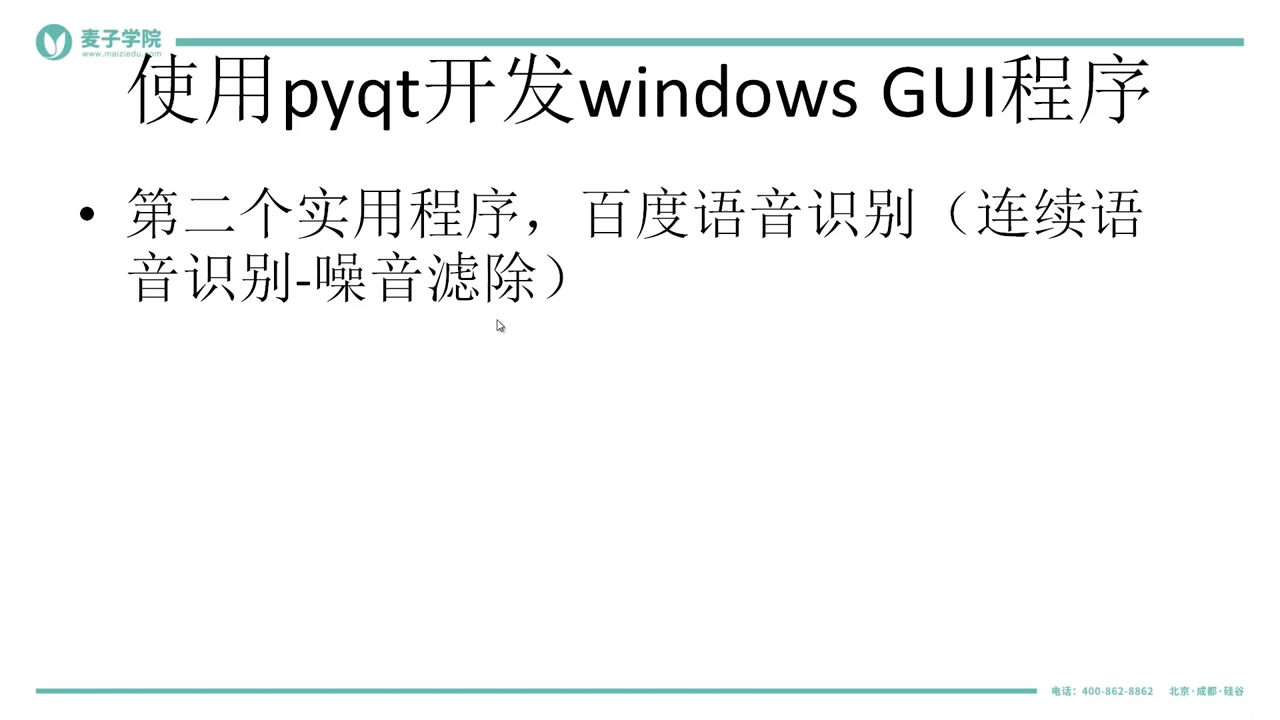 麦子学院
www.maiziedu.com
使用pyqt开发windows GUI程序
• 第二个实用程序，百度语音识别（连续语
音识别-噪音滤除）
电话：400-862-8862 北京·成都·硅谷